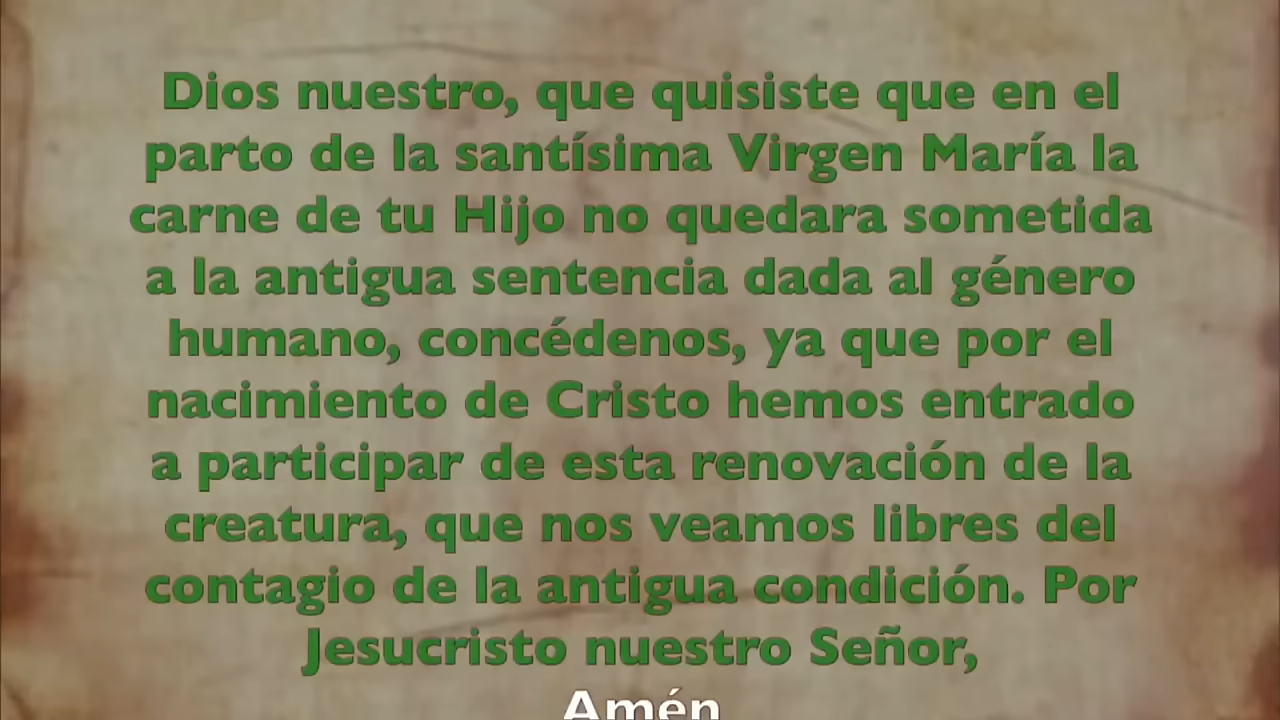 Dios nuestro, que quisiste que en el
parto de la santísima Virgen María la
carne de tu Hijo no quedara sometida
a la antigua sentencia dada al género
humano, concédenos, ya que por el
nacimiento de Cristo hemos entrado
a participar de esta renovación de la
creatura, que nos veamos libres del
contagio de la antigua condición. Por
Jesucristo nuestro Señor,
Amén